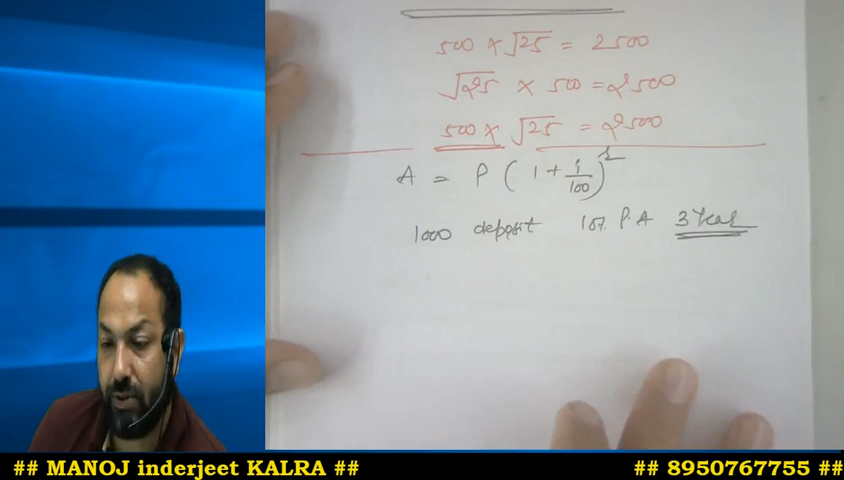 500 × √25 = 2500
√25 × 500 = 2500
500 × √25 = 2500
A = P ( 1 + i/100 )²
1000 deposit 10% P.A 3 Year
## MANOJ inderjeet KALRA ## ## 8950767755 ##